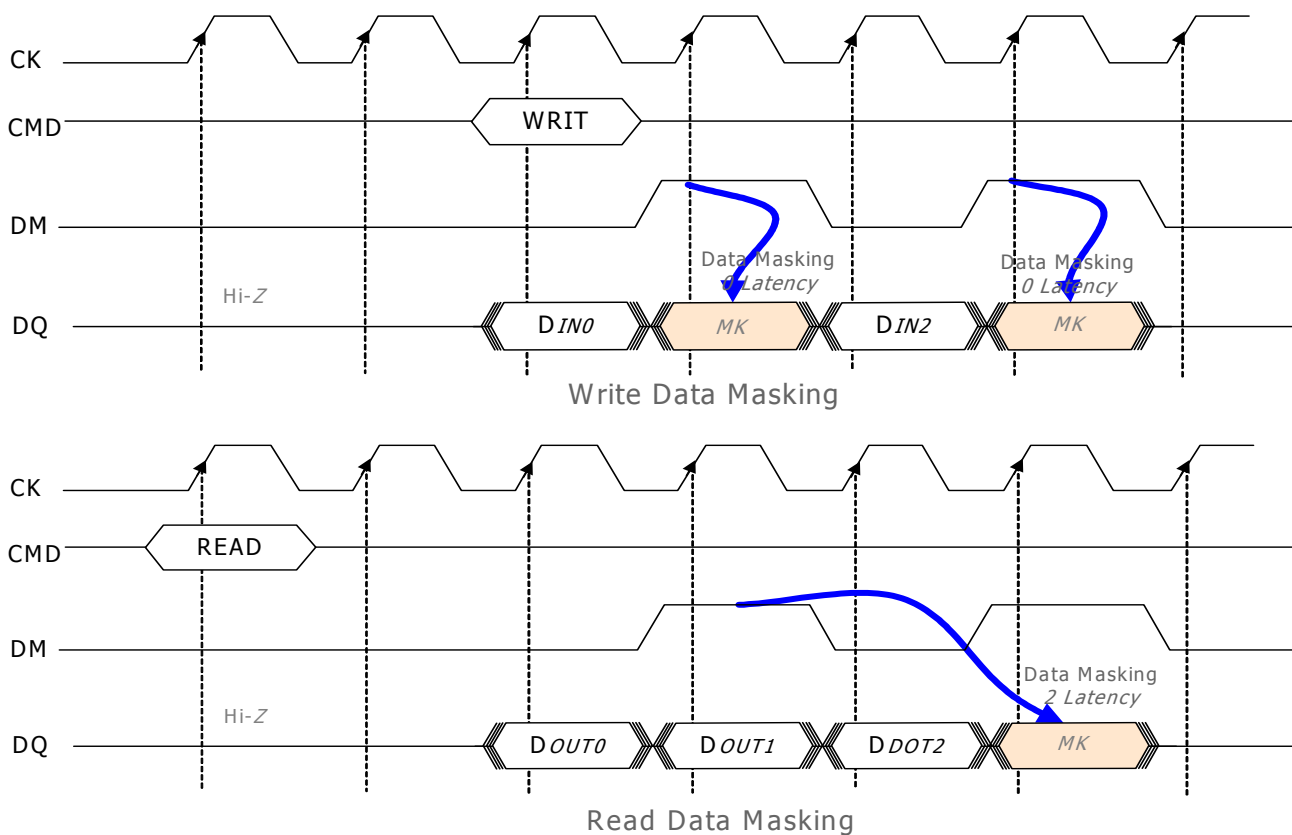 CK
CMD
WRIT
DM
Data Masking
0 Latency
Data Masking
0 Latency
Hi-Z
DQ
DIN0
MK
DIN2
MK
Write Data Masking
CK
CMD
READ
DM
Data Masking
2 Latency
Hi-Z
DQ
DOUT0
DOUT1
DDOT2
MK
Read Data Masking